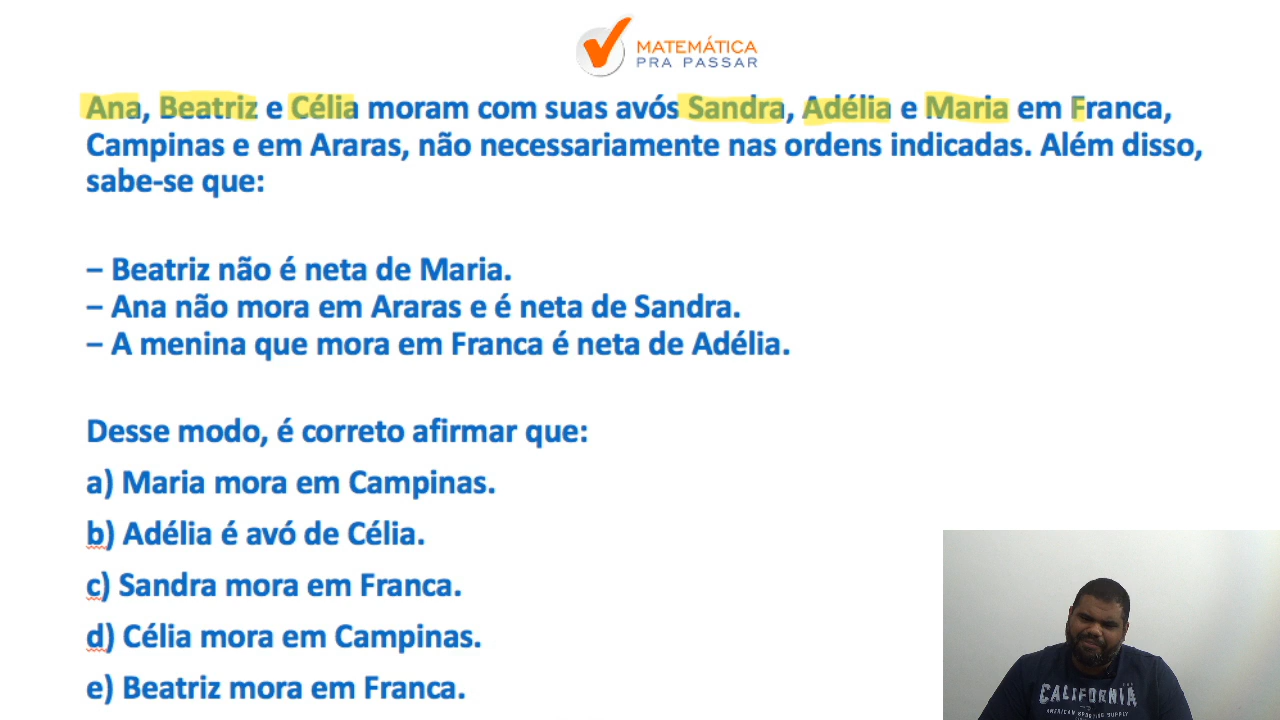 MATEMÁTICA
PRA PASSAR
Ana, Beatriz e Célia moram com suas avós Sandra, Adélia e Maria em Franca,
Campinas e em Araras, não necessariamente nas ordens indicadas. Além disso,
sabe-se que:
– Beatriz não é neta de Maria.
– Ana não mora em Araras e é neta de Sandra.
– A menina que mora em Franca é neta de Adélia.
Desse modo, é correto afirmar que:
a) Maria mora em Campinas.
b) Adélia é avó de Célia.
c) Sandra mora em Franca.
d) Célia mora em Campinas.
e) Beatriz mora em Franca.
CALIFORNIA
AMERICAN SPORTING SUPPLY